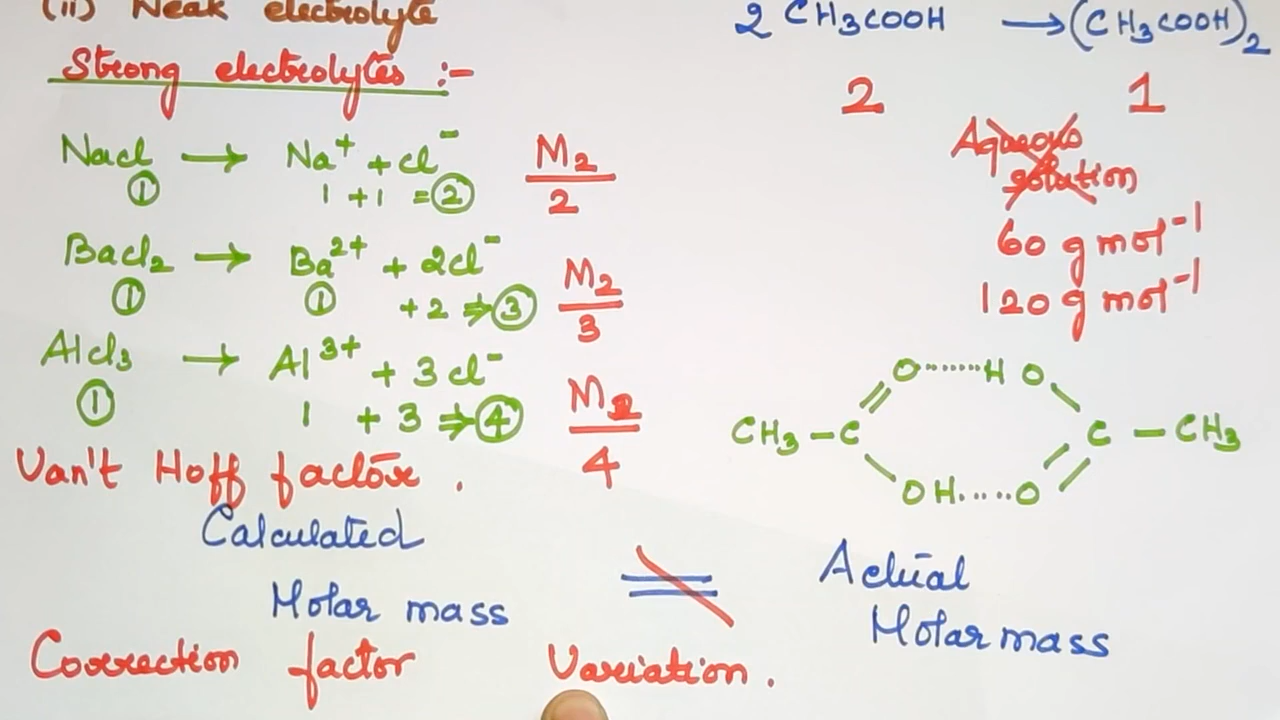 (ii) Weak electrolyte
Strong electrolytes :-
NaCl → Na⁺ + Cl⁻
① 1 + 1 = ②
M₂/2
BaCl₂ → Ba²⁺ + 2Cl⁻
① ① + 2 ⇒ ③
M₂/3
AlCl₃ → Al³⁺ + 3Cl⁻
① 1 + 3 ⇒ ④
M₂/4
Van't Hoff factor .
Calculated
Molar mass
≠
Correction factor
Variation .
2 CH₃COOH → (CH₃COOH)₂
2 1
Aqueous
solution
60 g mol⁻¹
120 g mol⁻¹
O ...... H O
CH₃ – C C – CH₃
O H ..... O
Actual
Molar mass